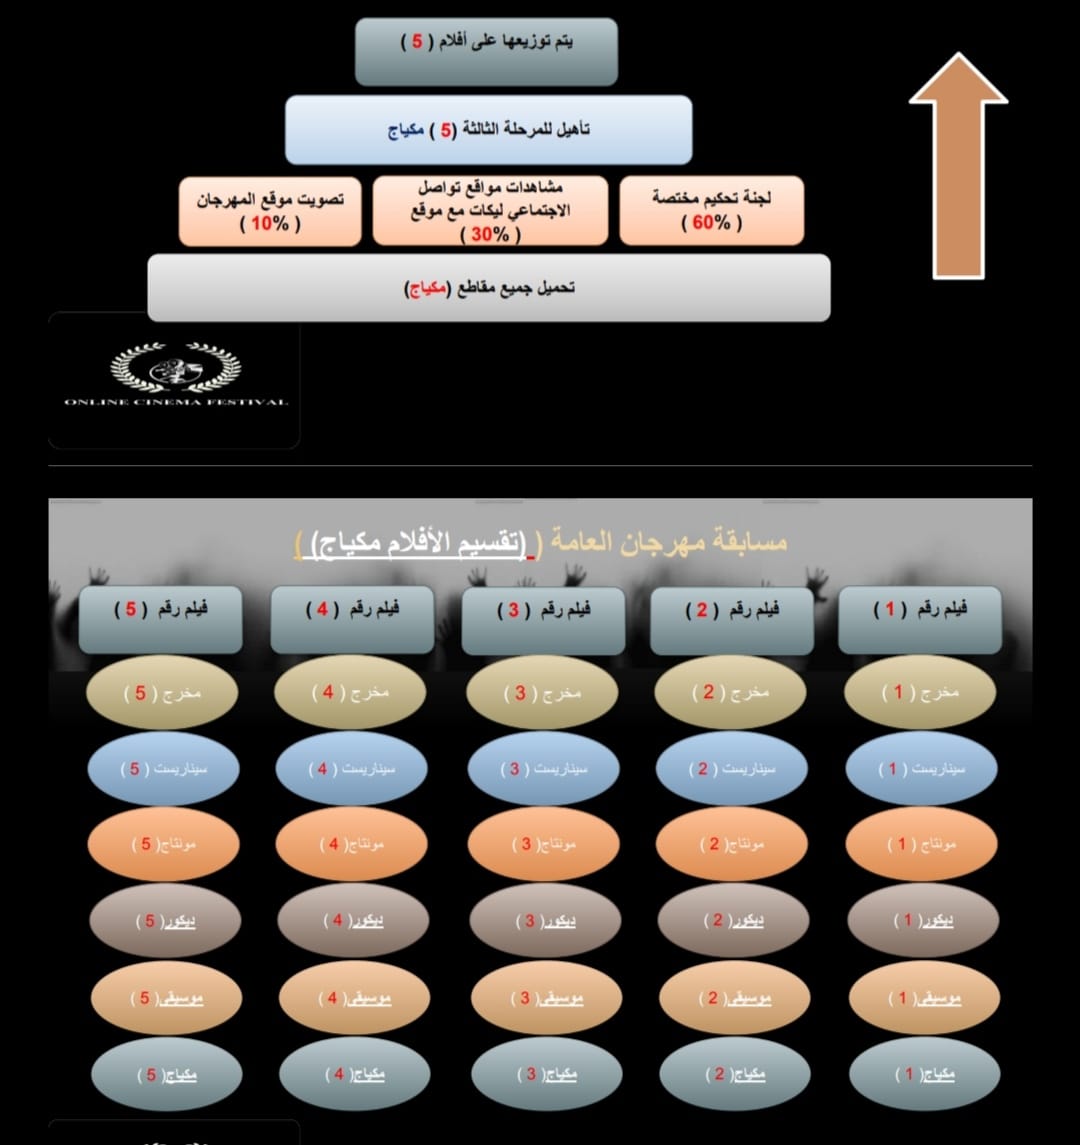 يتم توزيعها على أفلام ( 5 )
تأهيل للمرحلة الثالثة (5 ) مكياج
لجنة تحكيم مختصة
( 60% )
مشاهدات مواقع تواصل
الاجتماعي ليكات مع موقع
( 30% )
تصويت موقع المهرجان
( 10% )
تحميل جميع مقاطع (مكياج)
ONLINE CINEMA FESTIVAL
مسابقة مهرجان العامة ( (تقسيم الأفلام مكياج) )
فيلم رقم ( 1 )
فيلم رقم ( 2 )
فيلم رقم ( 3 )
فيلم رقم ( 4 )
فيلم رقم ( 5 )
مخرج ( 1 )
مخرج ( 2 )
مخرج ( 3 )
مخرج ( 4 )
مخرج ( 5 )
سيناريست ( 1 )
سيناريست ( 2 )
سيناريست ( 3 )
سيناريست ( 4 )
سيناريست ( 5 )
مونتاج ( 1 )
مونتاج( 2 )
مونتاج( 3 )
مونتاج( 4 )
مونتاج( 5 )
ديكور( 1 )
ديكور( 2 )
ديكور( 3 )
ديكور( 4 )
ديكور( 5 )
موسيقى( 1 )
موسيقى( 2 )
موسيقى( 3 )
موسيقى( 4 )
موسيقى( 5 )
مكياج( 1 )
مكياج( 2 )
مكياج( 3 )
مكياج( 4 )
مكياج( 5 )